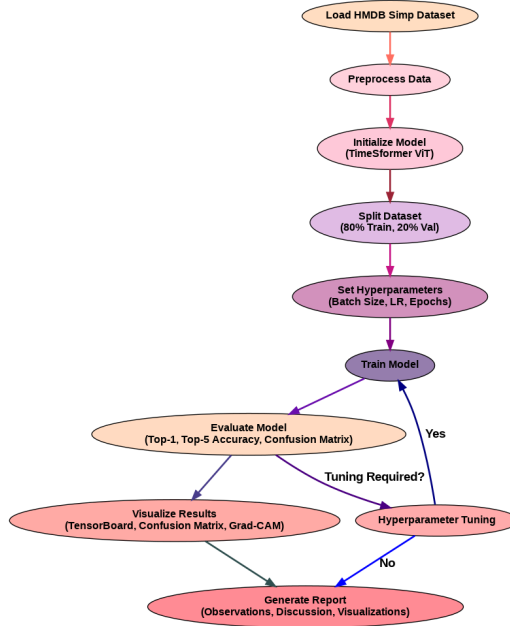 Load HMDB Simp Dataset
Preprocess Data
Initialize Model
(TimeSformer ViT)
Split Dataset
(80% Train, 20% Val)
Set Hyperparameters
(Batch Size, LR, Epochs)
Train Model
Evaluate Model
(Top-1, Top-5 Accuracy, Confusion Matrix)
Yes
Tuning Required?
Visualize Results
(TensorBoard, Confusion Matrix, Grad-CAM)
Hyperparameter Tuning
No
Generate Report
(Observations, Discussion, Visualizations)